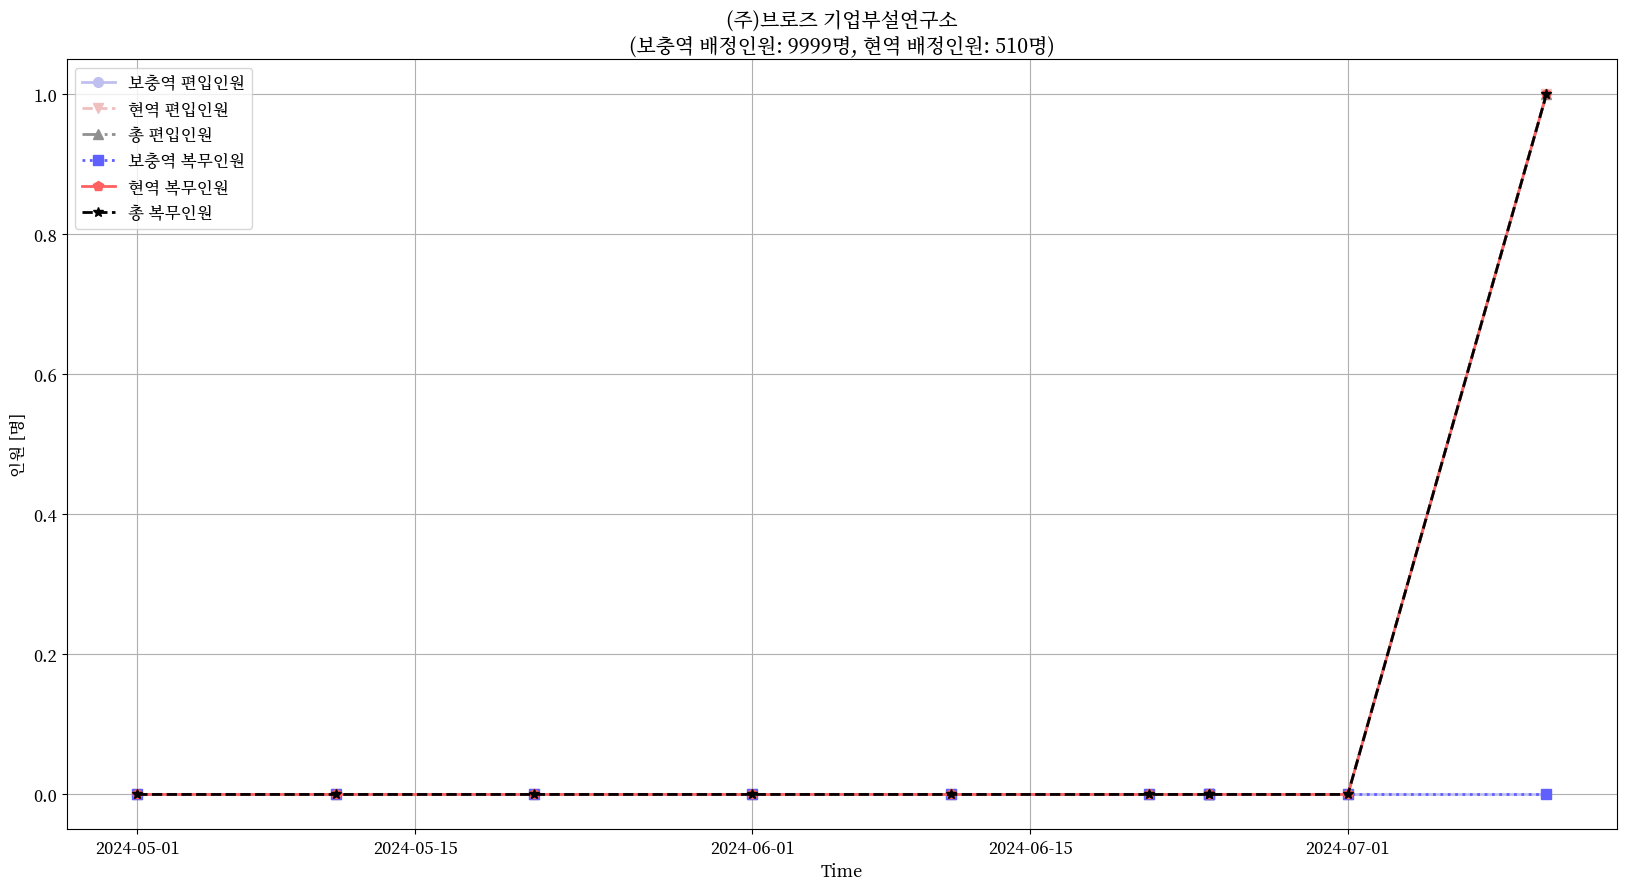 (주)브로즈 기업부설연구소
(보충역 배정인원: 9999명, 현역 배정인원: 510명)
보충역 편입인원
현역 편입인원
총 편입인원
보충역 복무인원
현역 복무인원
총 복무인원
인원 [명]
1.0
0.8
0.6
0.4
0.2
0.0
2024-05-01
2024-05-15
2024-06-01
2024-06-15
2024-07-01
Time